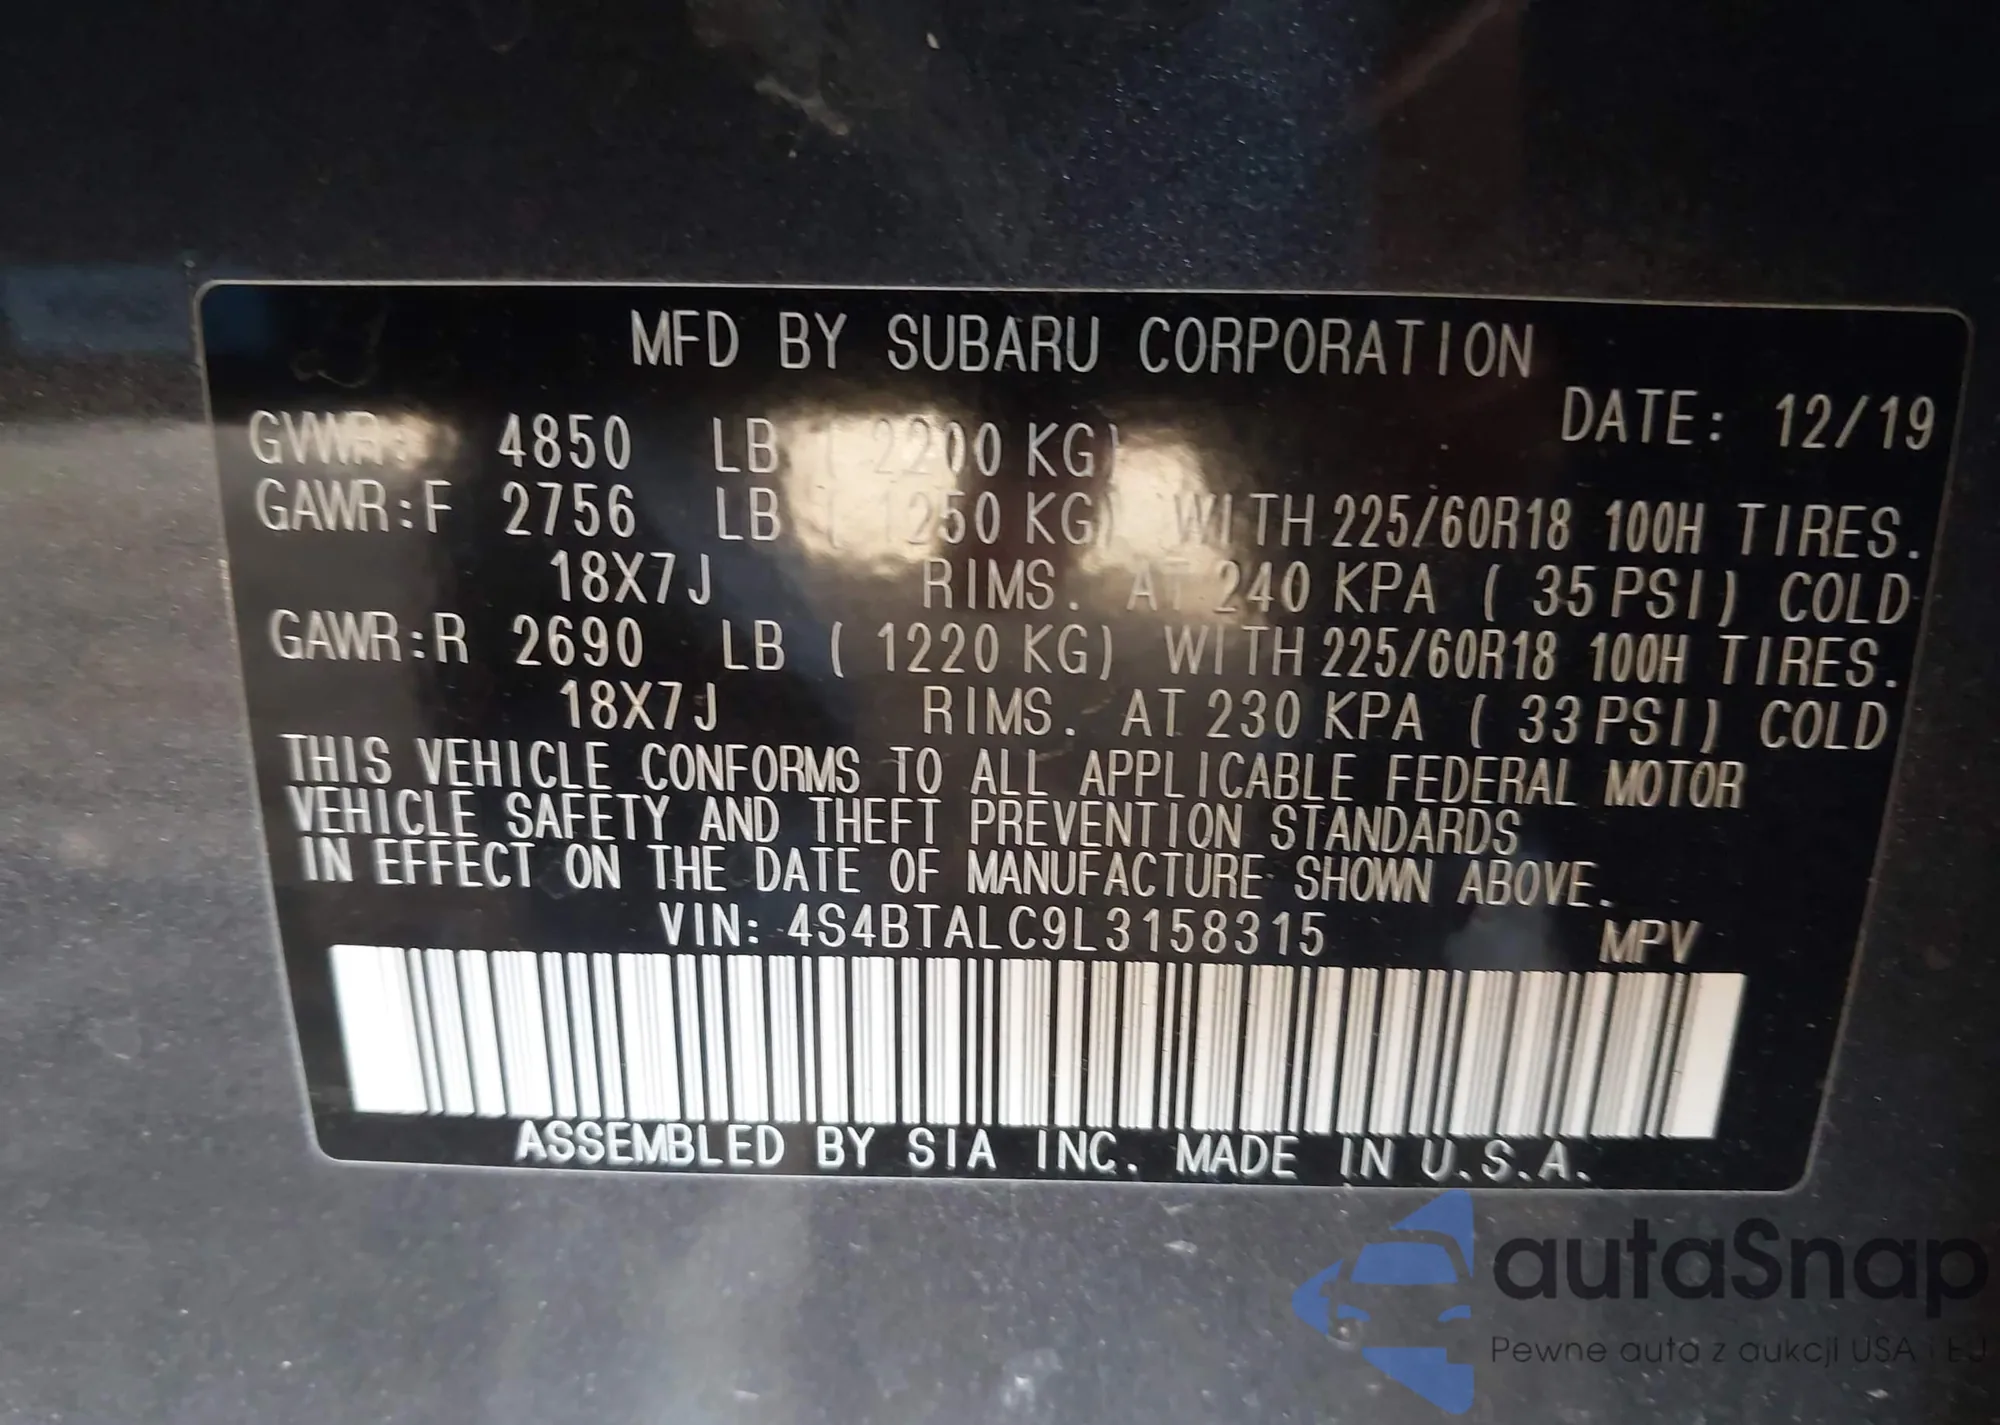 MFD BY SUBARU CORPORATION
DATE: 12/19
GVWR: 4850 LB ( 2200 KG)
GAWR:F 2756 LB ( 1250 KG) WITH 225/60R18 100H TIRES.
18X7J RIMS. AT 240 KPA ( 35 PSI) COLD
GAWR:R 2690 LB ( 1220 KG) WITH 225/60R18 100H TIRES.
18X7J RIMS. AT 230 KPA ( 33 PSI) COLD
THIS VEHICLE CONFORMS TO ALL APPLICABLE FEDERAL MOTOR
VEHICLE SAFETY AND THEFT PREVENTION STANDARDS
IN EFFECT ON THE DATE OF MANUFACTURE SHOWN ABOVE.
VIN: 4S4BTALC9L3158315 MPV
ASSEMBLED BY SIA INC. MADE IN U.S.A.
autaSnap
Pewne auta z aukcji USA i EU